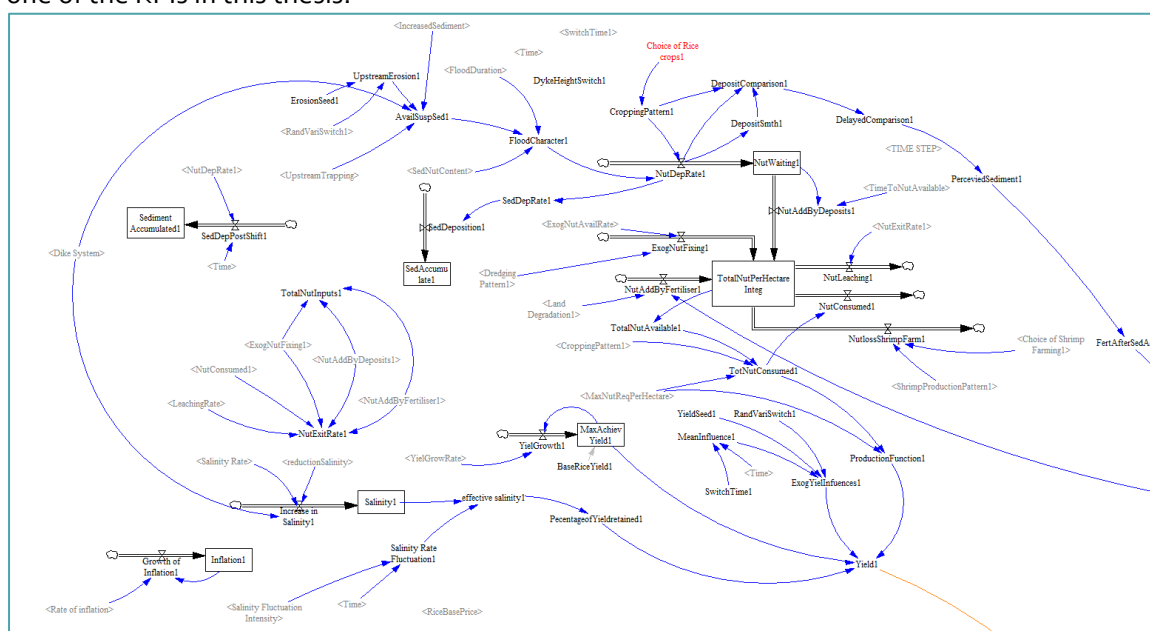 one of the KPIs in this thesis.
<IncreasedSediment>
<SwitchTime1>
<Time>
Choice of Rice
crops1
<FloodDuration>
UpstreamErosion1
DykeHeightSwitch1
DepositComparison1
ErosionSeed1
CroppingPattern1
AvailSuspSed1
DepositSmth1
DelayedComparison1
<RandVariSwitch1>
FloodCharacter1
<TIME STEP>
<NutDepRate1>
<UpstreamTrapping>
<SedNutContent>
NutWaiting1
NutDepRate1
PerceviedSediment1
<TimeToNutAvailable>
SedDepRate1
NutAddByDeposits1
Sediment
Accumulated1
SedDepPostShift1
SedDeposition1
<ExogNutAvailRate>
<NutExitRate1>
<Dike System>
<Time>
ExogNutFixing1
SedAccumu
late1
<Dredging
Pattern1>
TotalNutPerHectare
Integ
NutLeaching1
TotalNutInputs1
NutAddByFertiliser1
<Land
Degradation1>
NutConsumed1
TotalNutAvailable1
<ExogNutFixing1>
<CroppingPattern1>
NutlossShrimpFarm1
<Choice of Shrimp
Farming1>
FertAfterSedA
<NutAddByDeposits1>
<NutConsumed1>
TotNutConsumed1
<ShrimpProductionPattern1>
<NutAddByFertiliser1>
<MaxNutReqPerHectare>
<LeachingRate>
NutExitRate1
YieldSeed1
RandVariSwitch1
MaxAchiev
Yield1
MeanInfluence1
YielGrowth1
<YielGrowRate>
BaseRiceYield1
<Time>
ProductionFunction1
<Salinity Rate>
<reductionSalinity>
SwitchTime1
ExogYielInfuences1
Salinity1
effective salinity1
Increase in
Salinity1
PecentageofYieldretained1
Salinity Rate
Fluctuation1
Growth of
Inflation1
Inflation1
Yield1
<Rate of inflation>
<Salinity Fluctuation
Intensity>
<Time>
<RiceBasePrice>